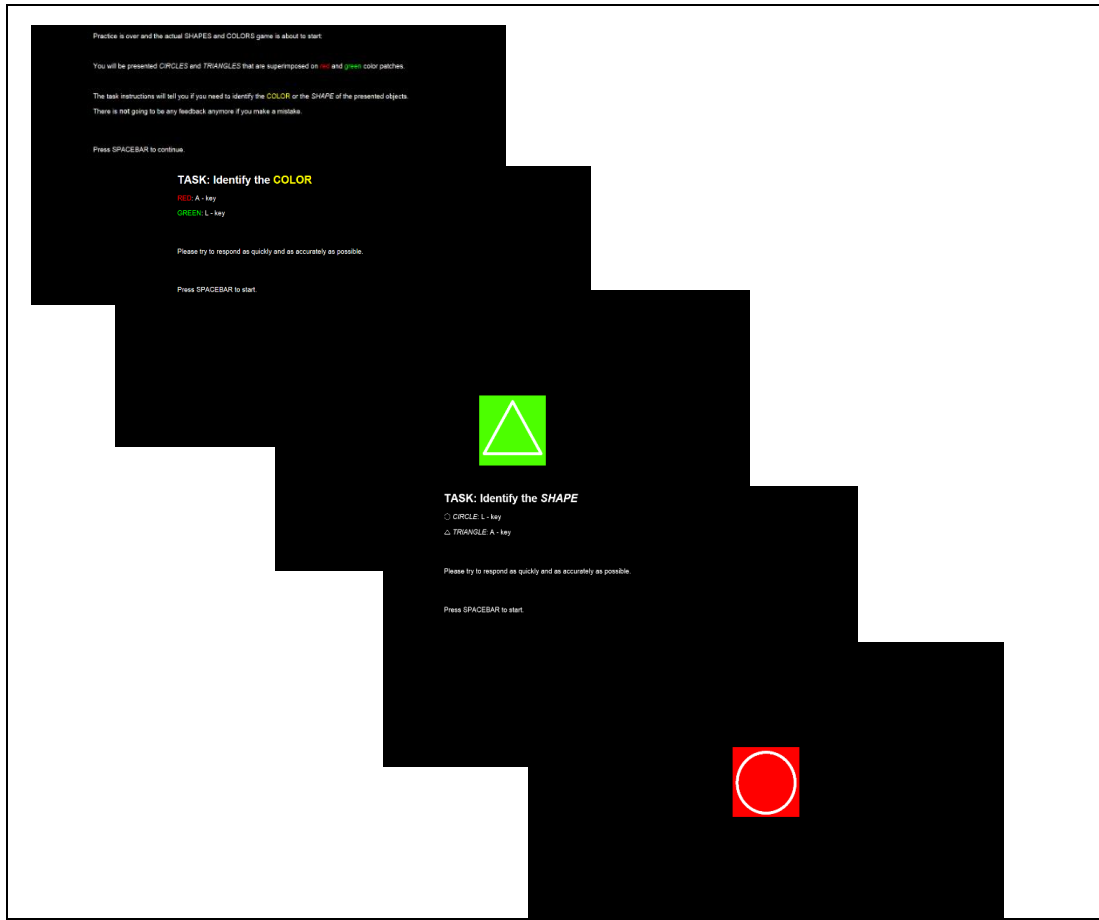 Practice is over and the actual SHAPES and COLORS game is about to start:
You will be presented CIRCLES and TRIANGLES that are superimposed on red and green color patches.
The task instructions will tell you if you need to identify the COLOR or the SHAPE of the presented objects.
There is not going to be any feedback anymore if you make a mistake.
Press SPACEBAR to continue.
TASK: Identify the COLOR
RED: A - key
GREEN: L - key
Please try to respond as quickly and as accurately as possible.
Press SPACEBAR to start.
TASK: Identify the SHAPE
CIRCLE: L - key
TRIANGLE: A - key
Please try to respond as quickly and as accurately as possible.
Press SPACEBAR to start.